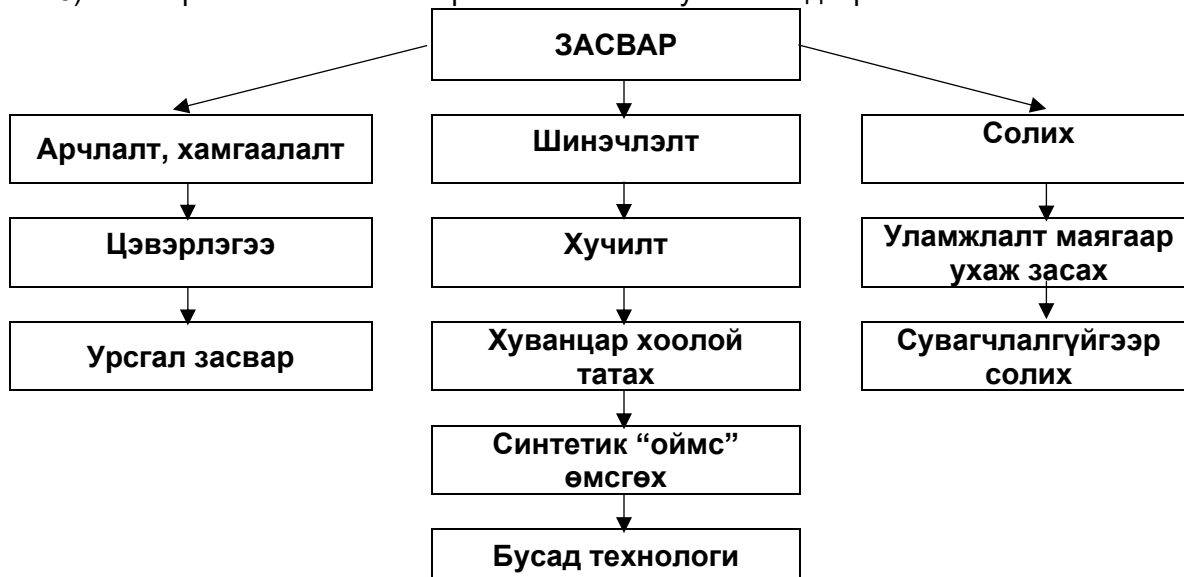 ЗАСВАР
Арчлалт, хамгаалалт
Шинэчлэлт
Солих
Цэвэрлэгээ
Хучилт
Уламжлалт маягаар
ухаж засах
Урсгал засвар
Хуванцар хоолой
татах
Сувагчлалгүйгээр
солих
Синтетик “оймс”
өмсгөх
Бусад технологи